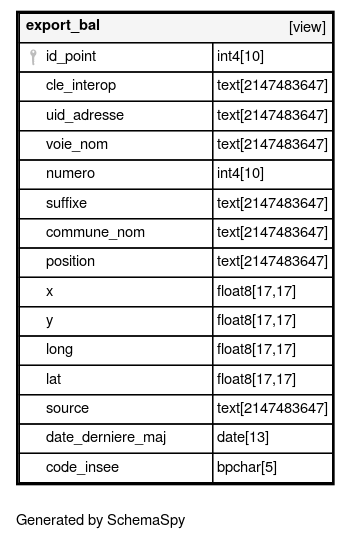 export_bal [view]
id_point int4[10]
cle_interop text[2147483647]
uid_adresse text[2147483647]
voie_nom text[2147483647]
numero int4[10]
suffixe text[2147483647]
commune_nom text[2147483647]
position text[2147483647]
x float8[17,17]
y float8[17,17]
long float8[17,17]
lat float8[17,17]
source text[2147483647]
date_derniere_maj date[13]
code_insee bpchar[5]
Generated by SchemaSpy